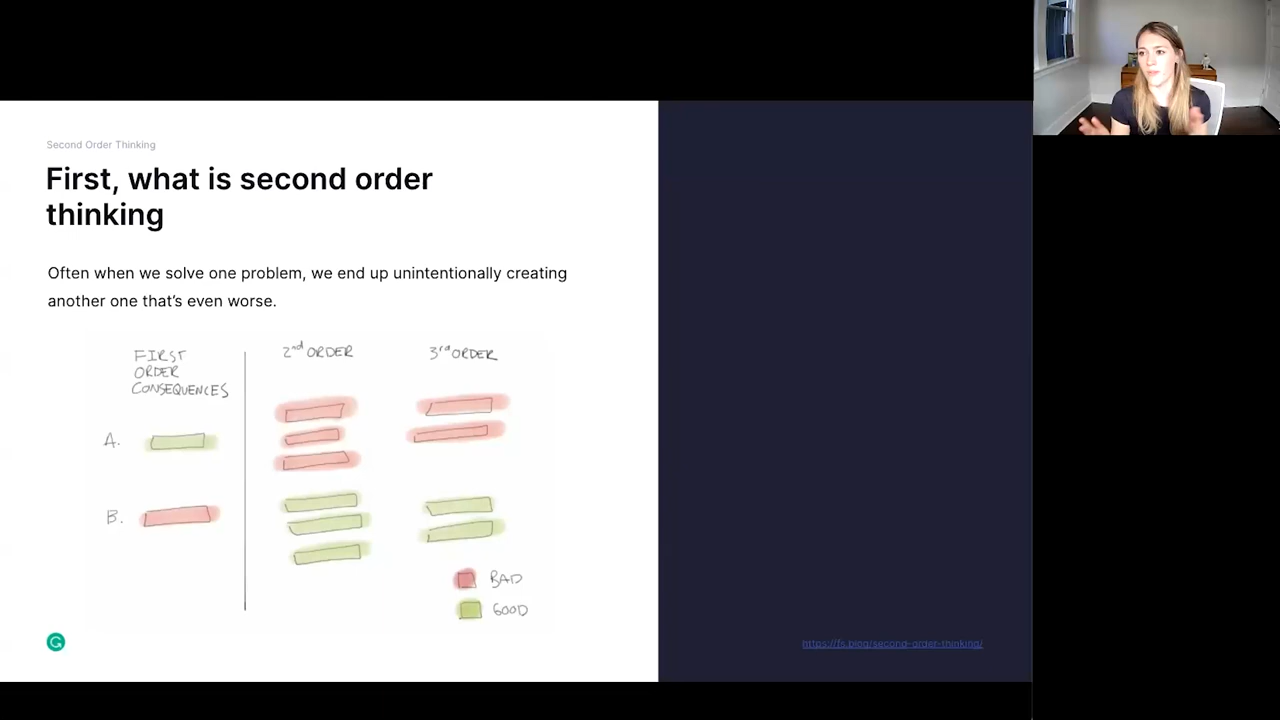 Second Order Thinking
First, what is second order
thinking
Often when we solve one problem, we end up unintentionally creating
another one that's even worse.
FIRST
ORDER
CONSEQUENCES
2nd ORDER
3rd ORDER
A.
B.
BAD
GOOD
https://fs.blog/second-order-thinking/